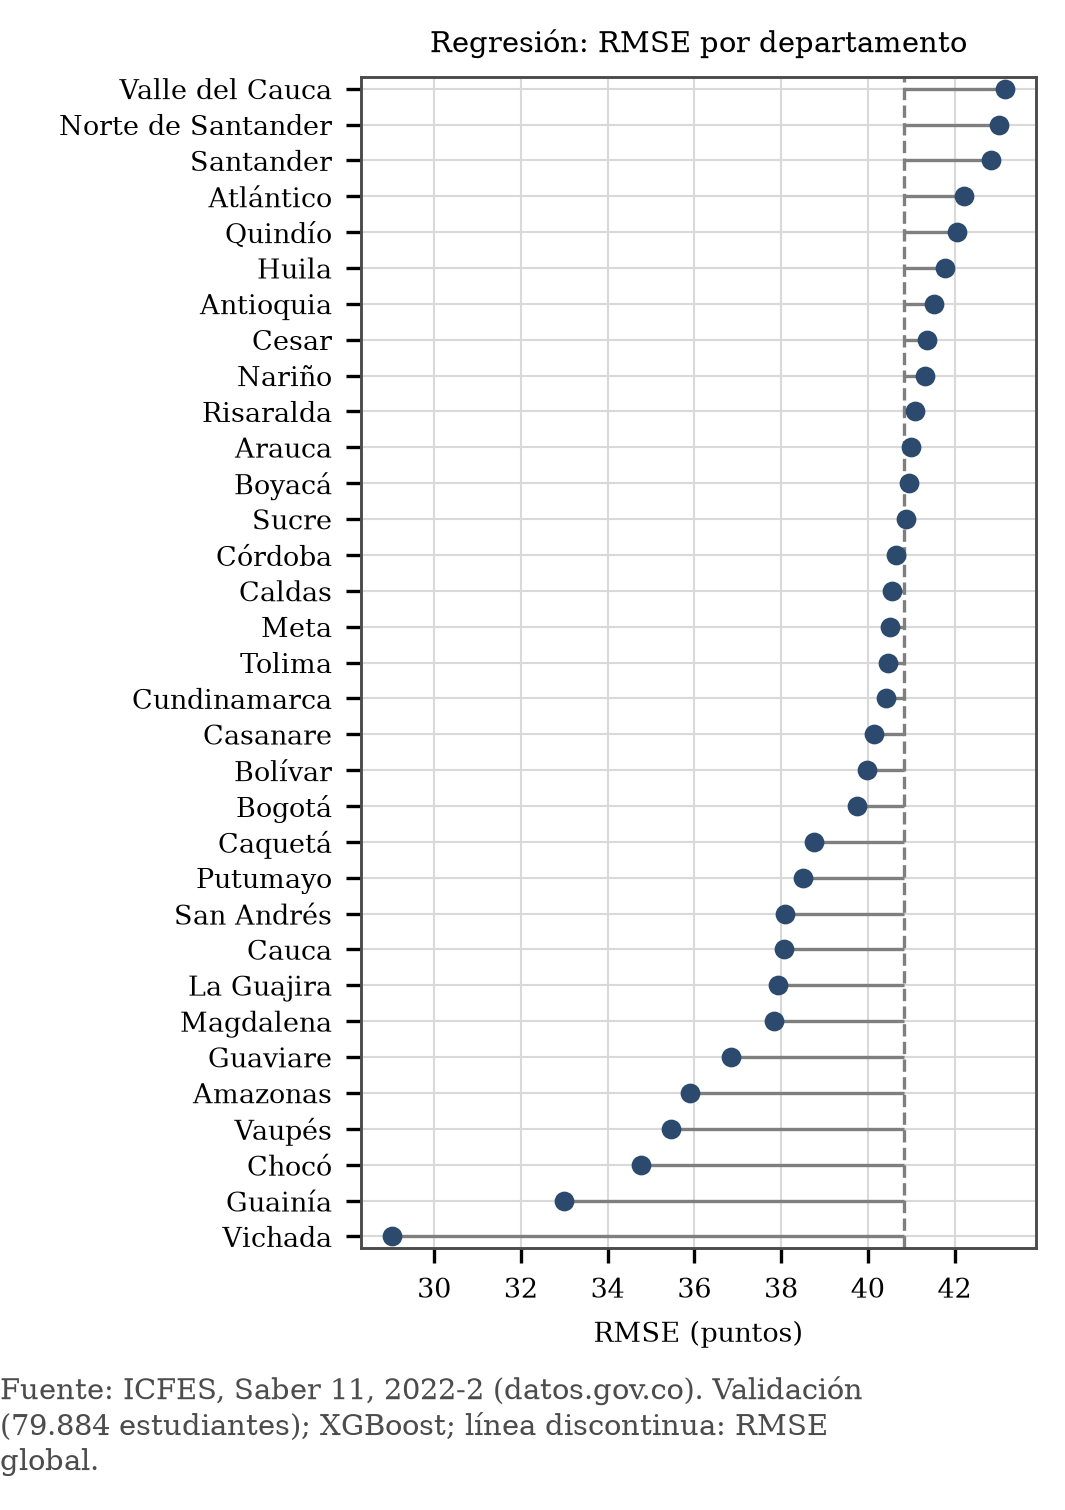 Regresión: RMSE por departamento
Valle del Cauca
Norte de Santander
Santander
Atlántico
Quindío
Huila
Antioquia
Cesar
Nariño
Risaralda
Arauca
Boyacá
Sucre
Córdoba
Caldas
Meta
Tolima
Cundinamarca
Casanare
Bolívar
Bogotá
Caquetá
Putumayo
San Andrés
Cauca
La Guajira
Magdalena
Guaviare
Amazonas
Vaupés
Chocó
Guainía
Vichada
30 32 34 36 38 40 42
RMSE (puntos)
Fuente: ICFES, Saber 11, 2022-2 (datos.gov.co). Validación
(79.884 estudiantes); XGBoost; línea discontinua: RMSE
global.